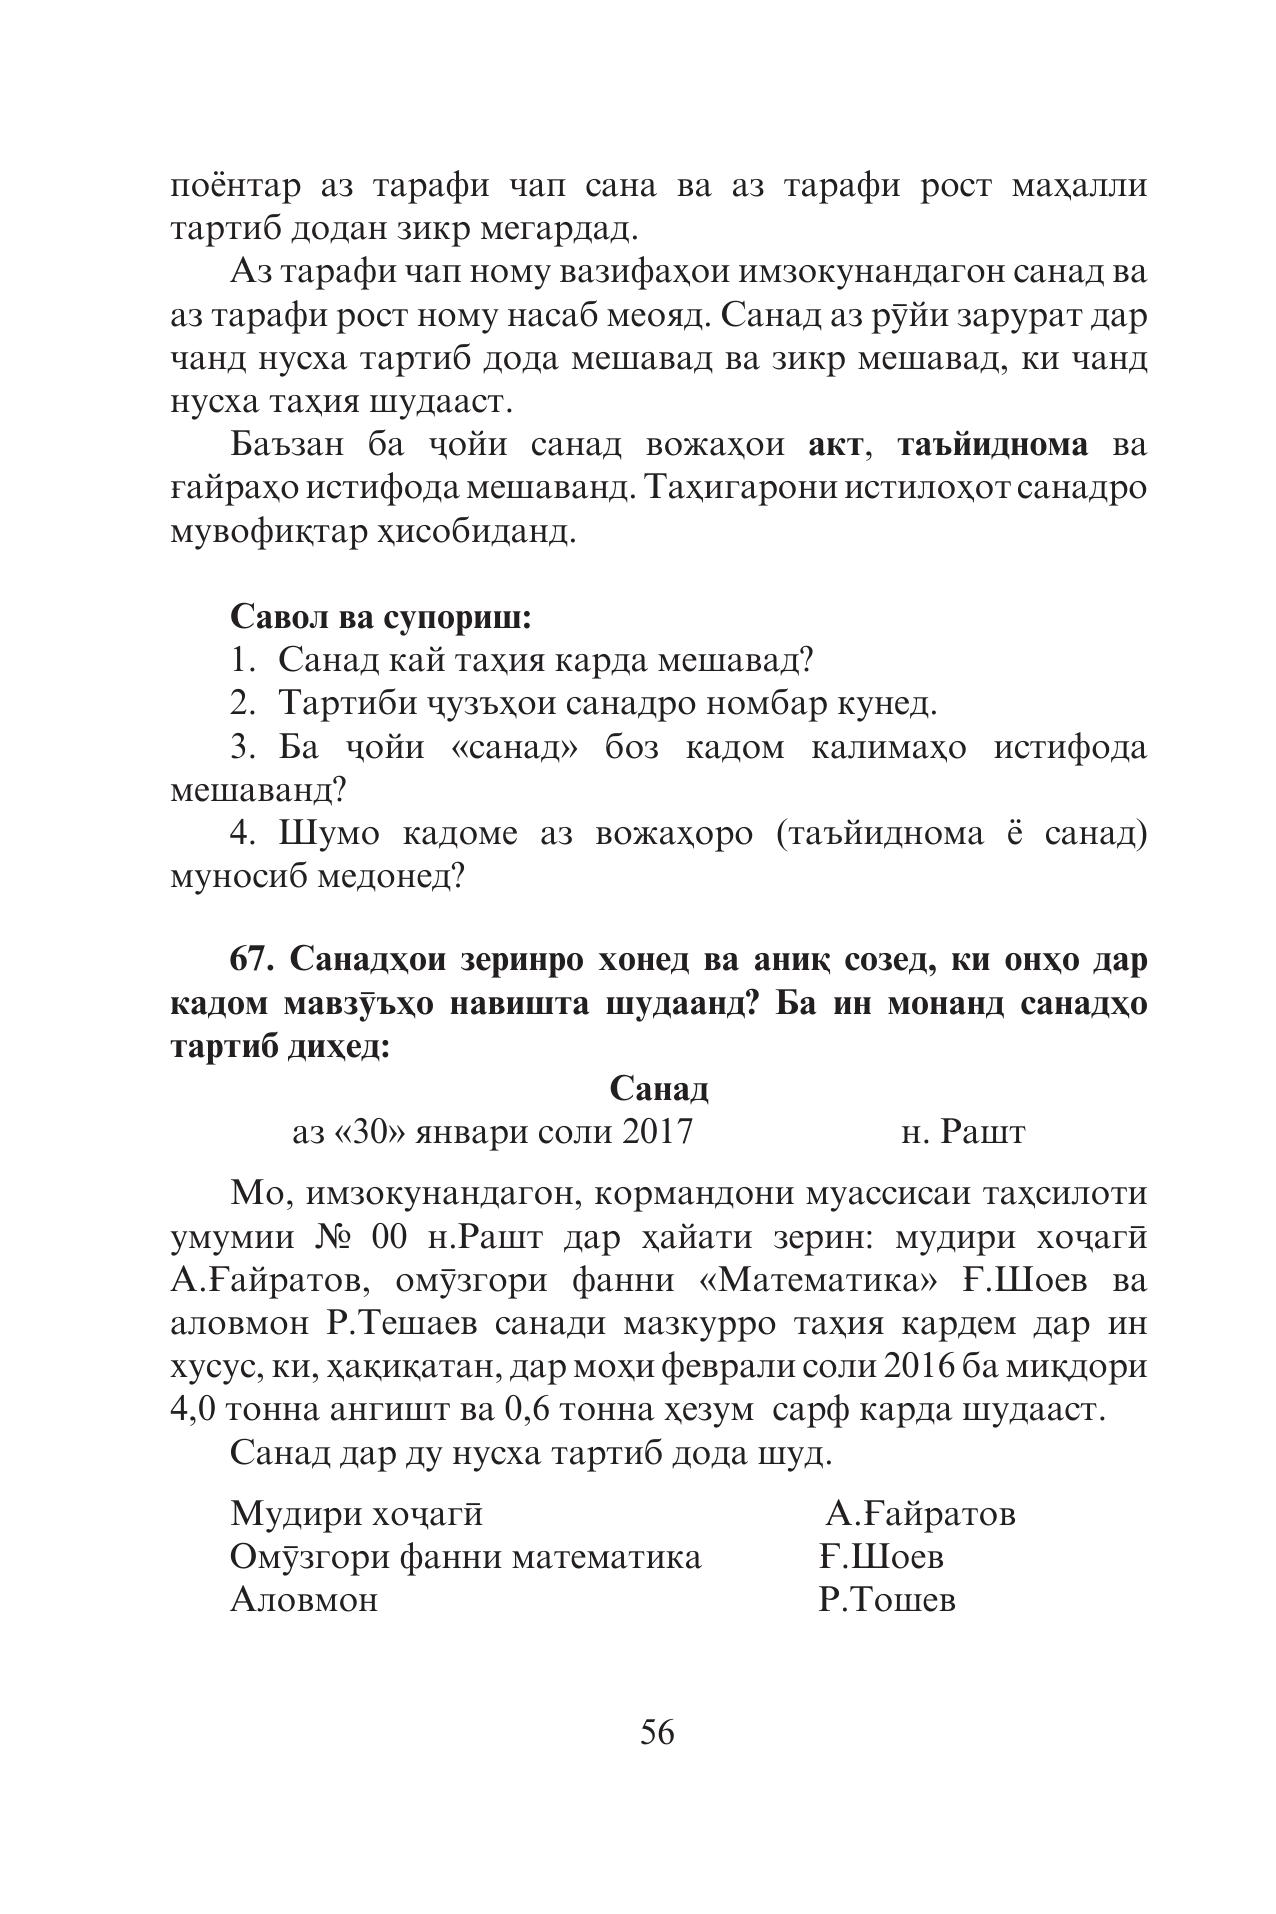 поёнтар аз тарафи чап сана ва аз тарафи рост маҳалли
тартиб додан зикр мегардад.
Аз тарафи чап ному вазифаҳои имзокунандагон санад ва
аз тарафи рост ному насаб меояд. Санад аз рӯйи зарурат дар
чанд нусха тартиб дода мешавад ва зикр мешавад, ки чанд
нусха таҳия шудааст.
Баъзан ба ҷойи санад вожаҳои акт, таъйиднома ва
ғайраҳо истифода мешаванд. Таҳигарони истилоҳот санадро
мувофиқтар ҳисобиданд.
Савол ва супориш:
1. Санад кай таҳия карда мешавад?
2. Тартиби ҷузъҳои санадро номбар кунед.
3. Ба ҷойи «санад» боз кадом калимаҳо истифода
мешаванд?
4. Шумо кадоме аз вожаҳоро (таъйиднома ё санад)
муносиб медонед?
67. Санадҳои зеринро хонед ва аниқ созед, ки онҳо дар
кадом мавзӯъҳо навишта шудаанд? Ба ин монанд санадҳо
тартиб диҳед:
Санад
аз «30» январи соли 2017 н. Рашт
Мо, имзокунандагон, кормандони муассисаи таҳсилоти
умумии № 00 н.Рашт дар ҳайати зерин: мудири хоҷагӣ
А.Ғайратов, омӯзгори фанни «Математика» Ғ.Шоев ва
аловмон Р.Тешаев санади мазкурро таҳия кардем дар ин
хусус, ки, ҳақиқатан, дар моҳи феврали соли 2016 ба миқдори
4,0 тонна ангишт ва 0,6 тонна ҳезум сарф карда шудааст.
Санад дар ду нусха тартиб дода шуд.
Мудири хоҷагӣ А.Ғайратов
Омӯзгори фанни математика Ғ.Шоев
Аловмон Р.Тошев
56